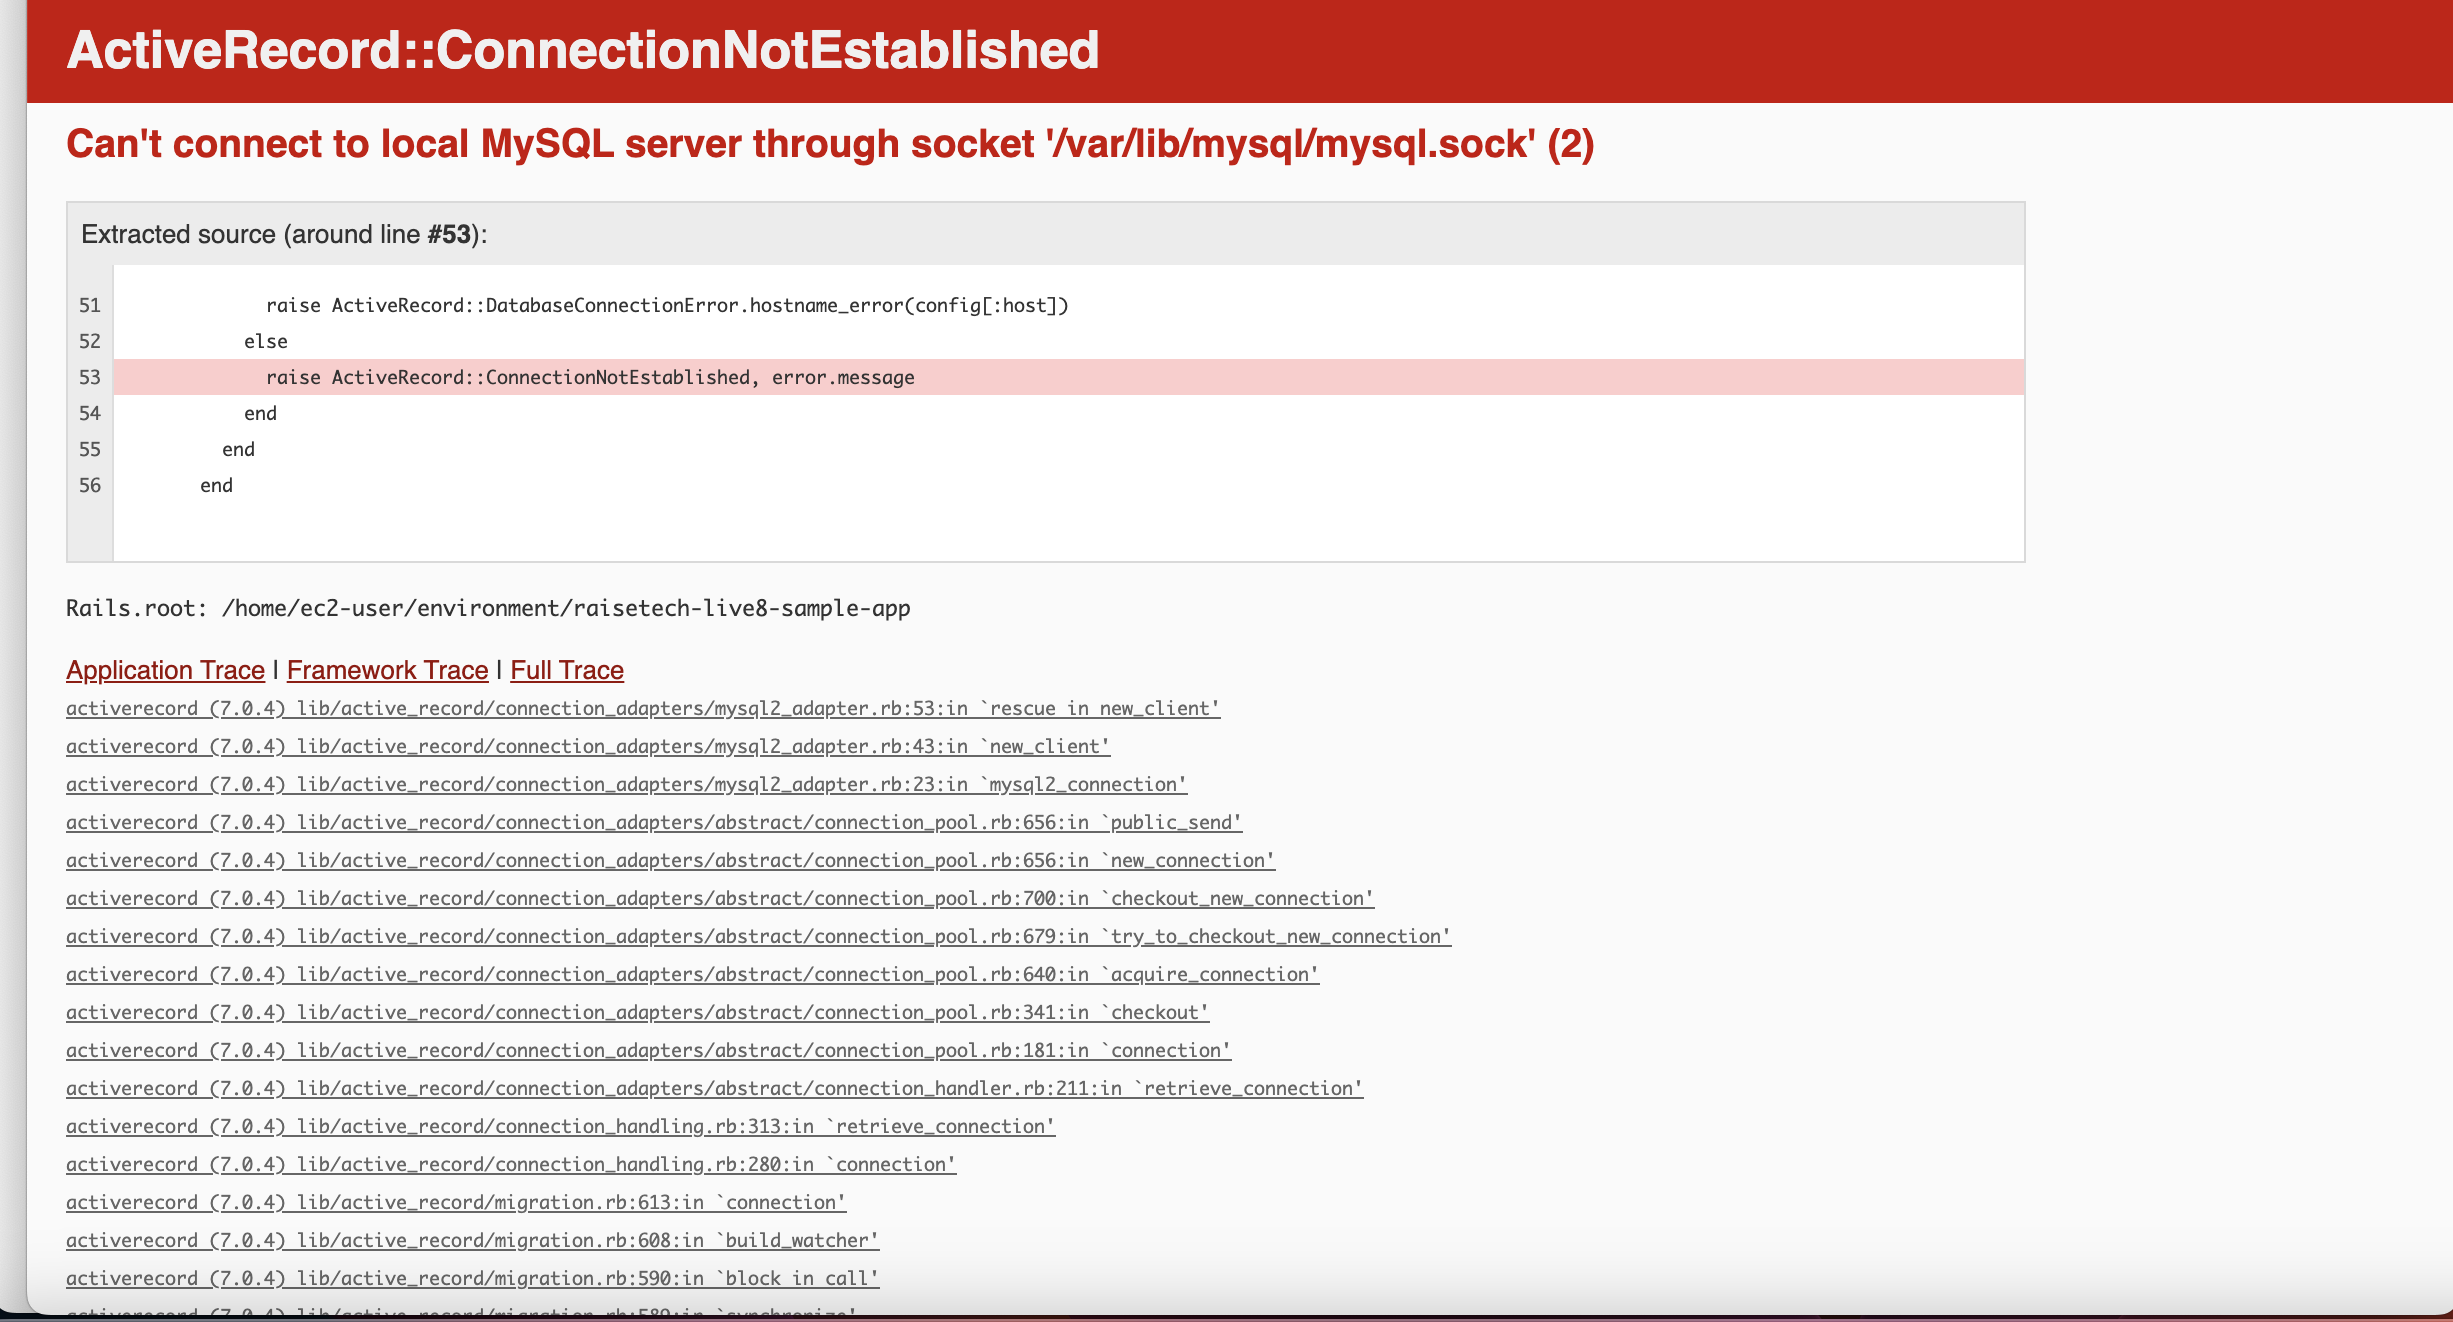 ActiveRecord::ConnectionNotEstablished
Can't connect to local MySQL server through socket '/var/lib/mysql/mysql.sock' (2)
Extracted source (around line #53):
51 raise ActiveRecord::DatabaseConnectionError.hostname_error(config[:host])
52 else
53 raise ActiveRecord::ConnectionNotEstablished, error.message
54 end
55 end
56 end
Rails.root: /home/ec2-user/environment/raisetech-live8-sample-app
Application Trace | Framework Trace | Full Trace
activerecord (7.0.4) lib/active_record/connection_adapters/mysql2_adapter.rb:53:in `rescue in new_client'
activerecord (7.0.4) lib/active_record/connection_adapters/mysql2_adapter.rb:43:in `new_client'
activerecord (7.0.4) lib/active_record/connection_adapters/mysql2_adapter.rb:23:in `mysql2_connection'
activerecord (7.0.4) lib/active_record/connection_adapters/abstract/connection_pool.rb:656:in `public_send'
activerecord (7.0.4) lib/active_record/connection_adapters/abstract/connection_pool.rb:656:in `new_connection'
activerecord (7.0.4) lib/active_record/connection_adapters/abstract/connection_pool.rb:700:in `checkout_new_connection'
activerecord (7.0.4) lib/active_record/connection_adapters/abstract/connection_pool.rb:679:in `try_to_checkout_new_connection'
activerecord (7.0.4) lib/active_record/connection_adapters/abstract/connection_pool.rb:640:in `acquire_connection'
activerecord (7.0.4) lib/active_record/connection_adapters/abstract/connection_pool.rb:341:in `checkout'
activerecord (7.0.4) lib/active_record/connection_adapters/abstract/connection_pool.rb:181:in `connection'
activerecord (7.0.4) lib/active_record/connection_adapters/abstract/connection_handler.rb:211:in `retrieve_connection'
activerecord (7.0.4) lib/active_record/connection_handling.rb:313:in `retrieve_connection'
activerecord (7.0.4) lib/active_record/connection_handling.rb:280:in `connection'
activerecord (7.0.4) lib/active_record/migration.rb:613:in `connection'
activerecord (7.0.4) lib/active_record/migration.rb:608:in `build_watcher'
activerecord (7.0.4) lib/active_record/migration.rb:590:in `block in call'
activerecord (7.0.4) lib/active_record/migration.rb:589:in `synchronize'